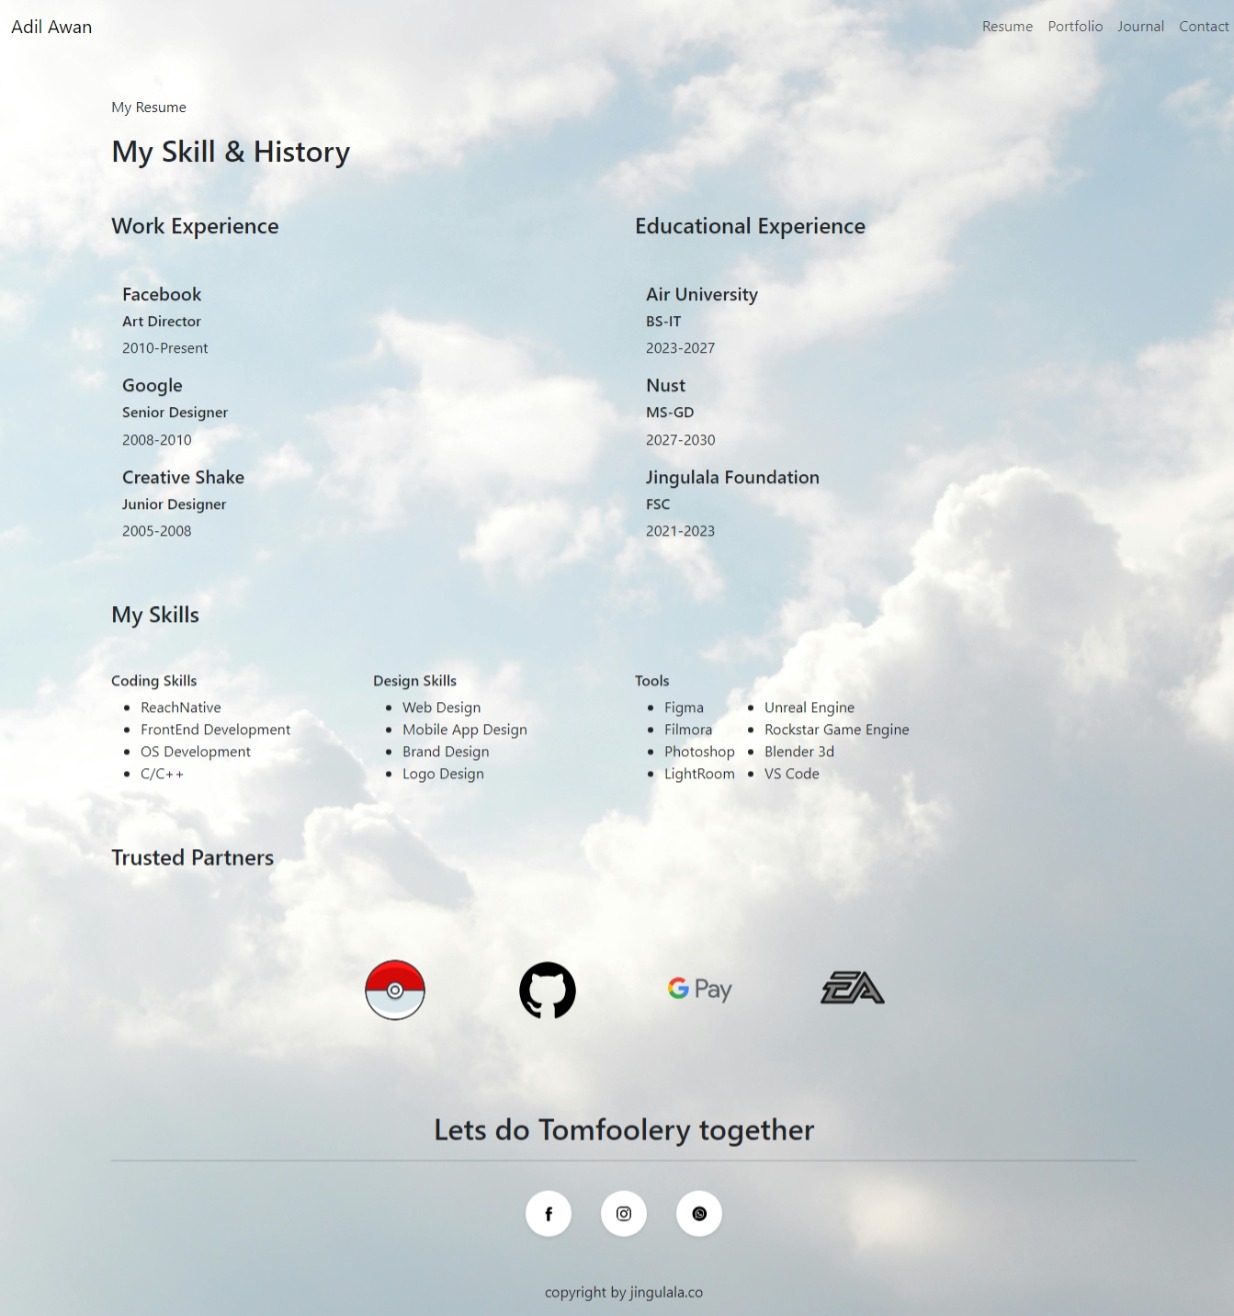 Adil Awan
Resume Portfolio Journal Contact
My Resume
My Skill & History
Work Experience
Facebook
Art Director
2010-Present
Google
Senior Designer
2008-2010
Creative Shake
Junior Designer
2005-2008
Educational Experience
Air University
BS-IT
2023-2027
Nust
MS-GD
2027-2030
Jingulala Foundation
FSC
2021-2023
My Skills
Coding Skills
ReachNative
FrontEnd Development
OS Development
C/C++
Design Skills
Web Design
Mobile App Design
Brand Design
Logo Design
Tools
Figma
Filmora
Photoshop
LightRoom
Unreal Engine
Rockstar Game Engine
Blender 3d
VS Code
Trusted Partners
G Pay
EA
Lets do Tomfoolery together
copyright by jingulala.co